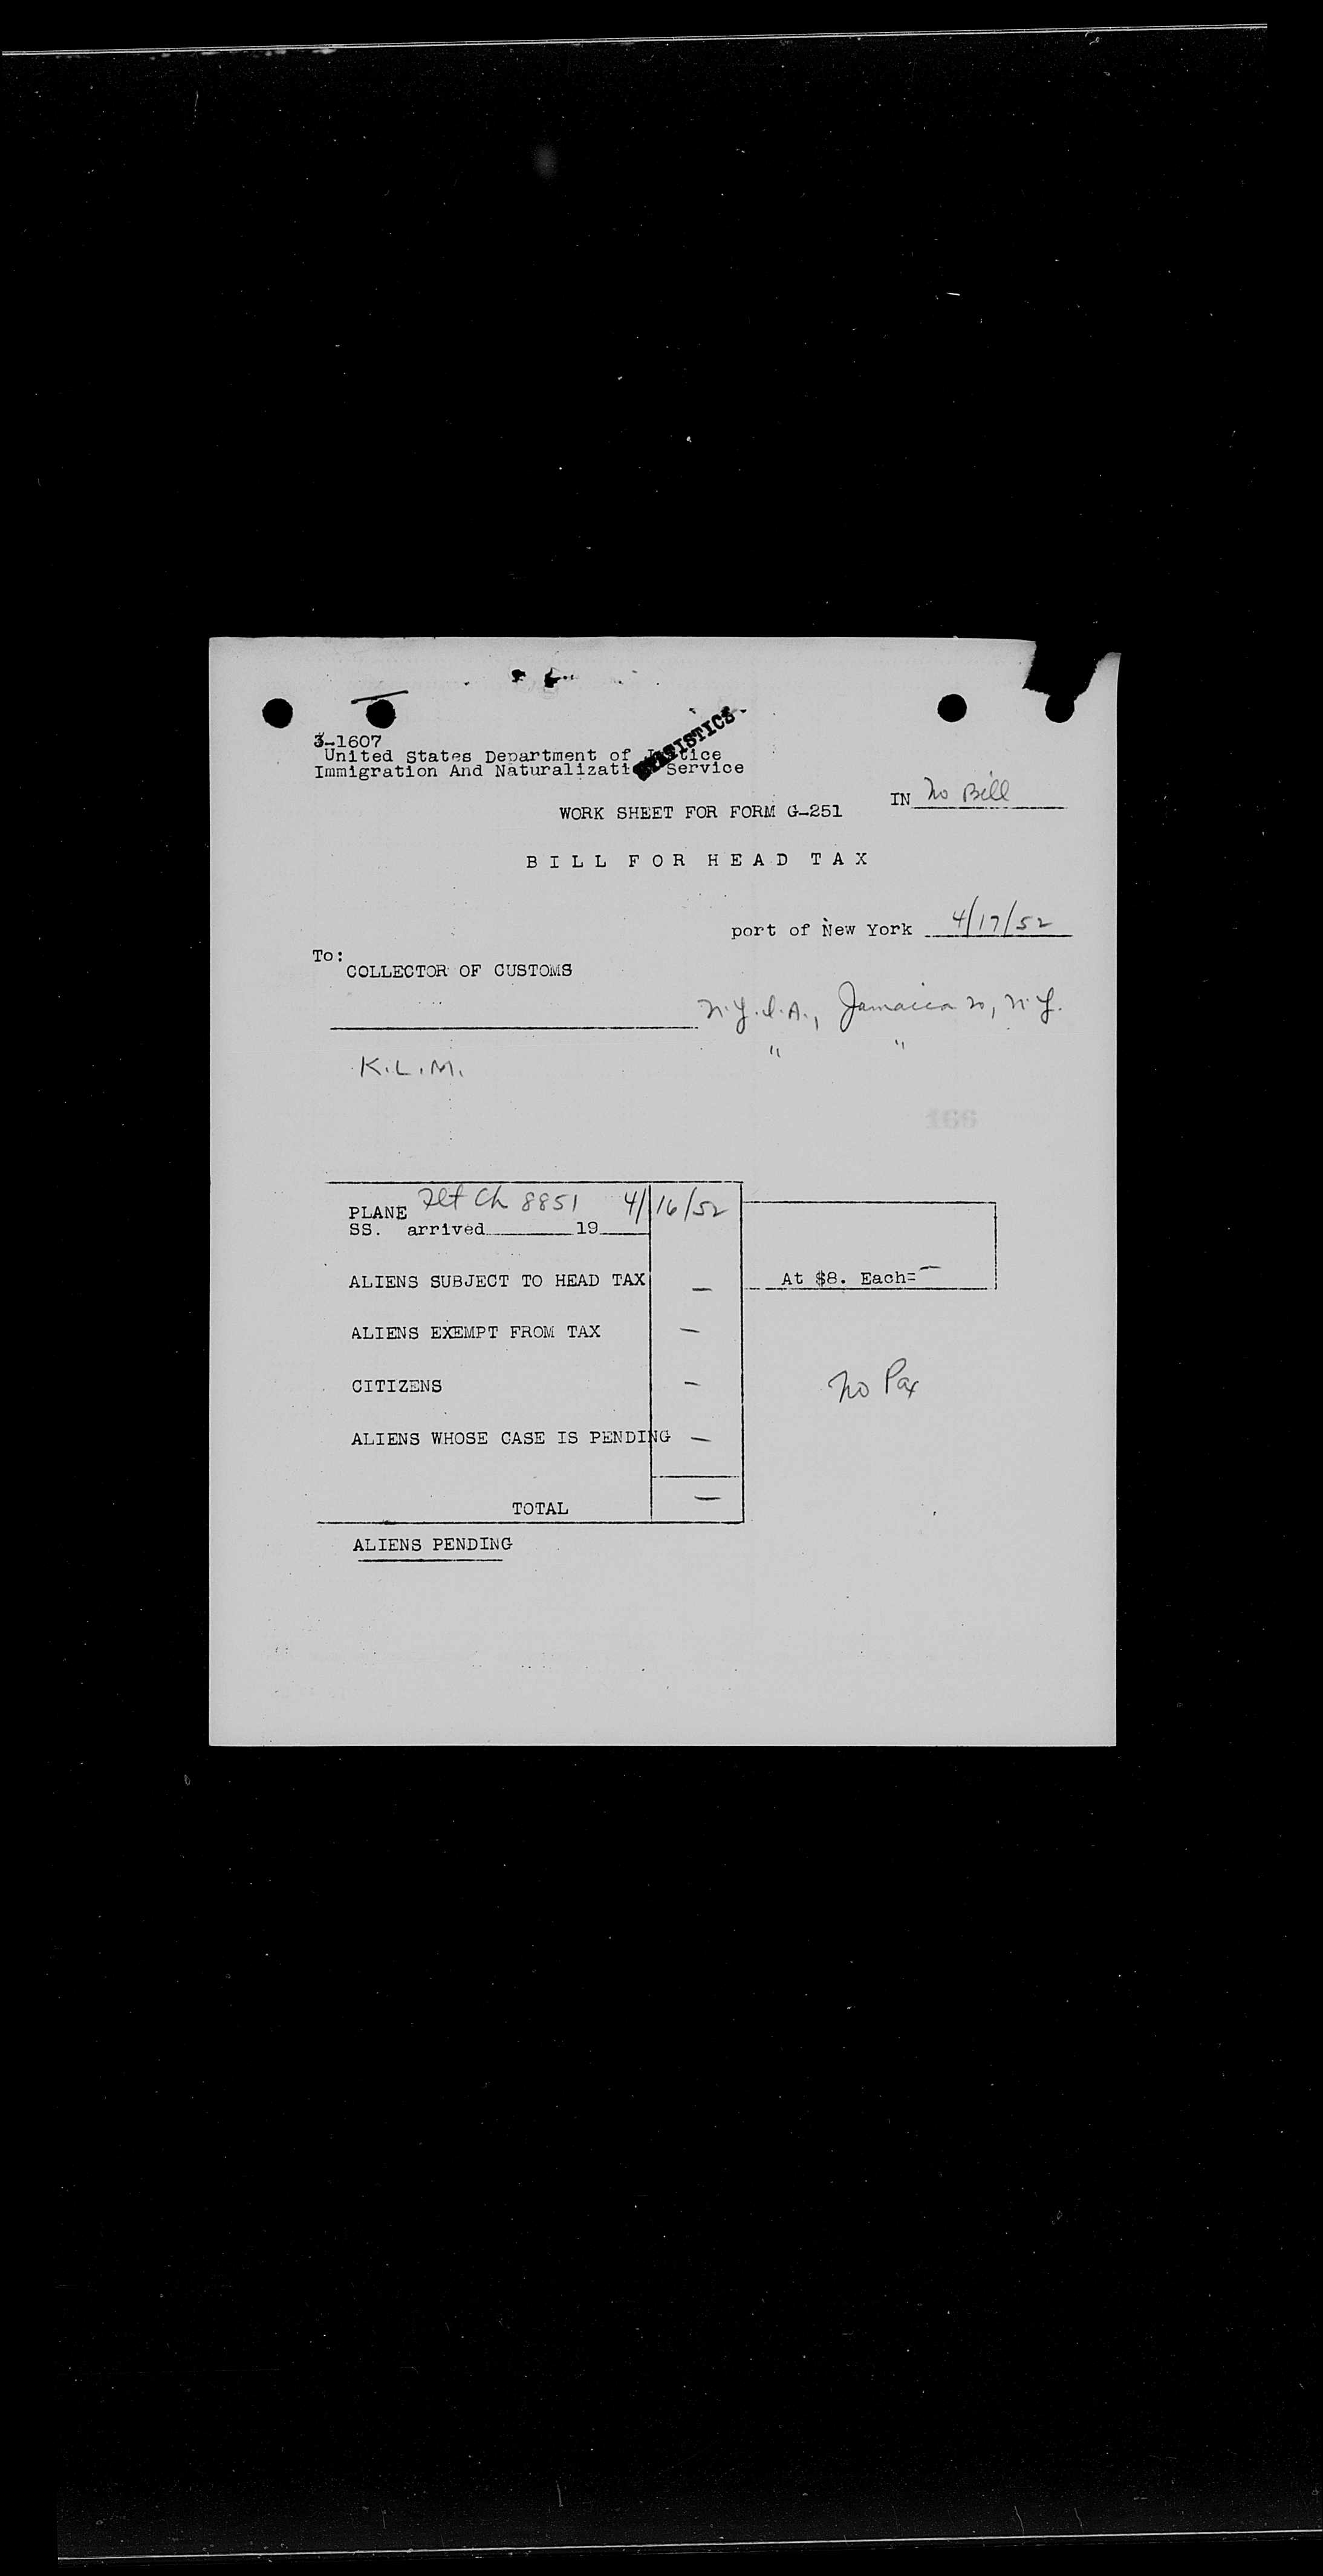 STATISTICS
3-1607
United States Department of Justice
Immigration And Naturalization Service
IN No Bill
WORK SHEET FOR FORM G-251
BILL FOR HEAD TAX
port of New York 4/17/52
To:
COLLECTOR OF CUSTOMS
N.Y.I.A., Jamaica 20, N.Y.
K.L.M. " "
166
PLANE Flt Ch 8851 4/16/52
SS. arrived 19
ALIENS SUBJECT TO HEAD TAX — At $8. Each= —
ALIENS EXEMPT FROM TAX —
CITIZENS — No Pax
ALIENS WHOSE CASE IS PENDING —
TOTAL —
ALIENS PENDING